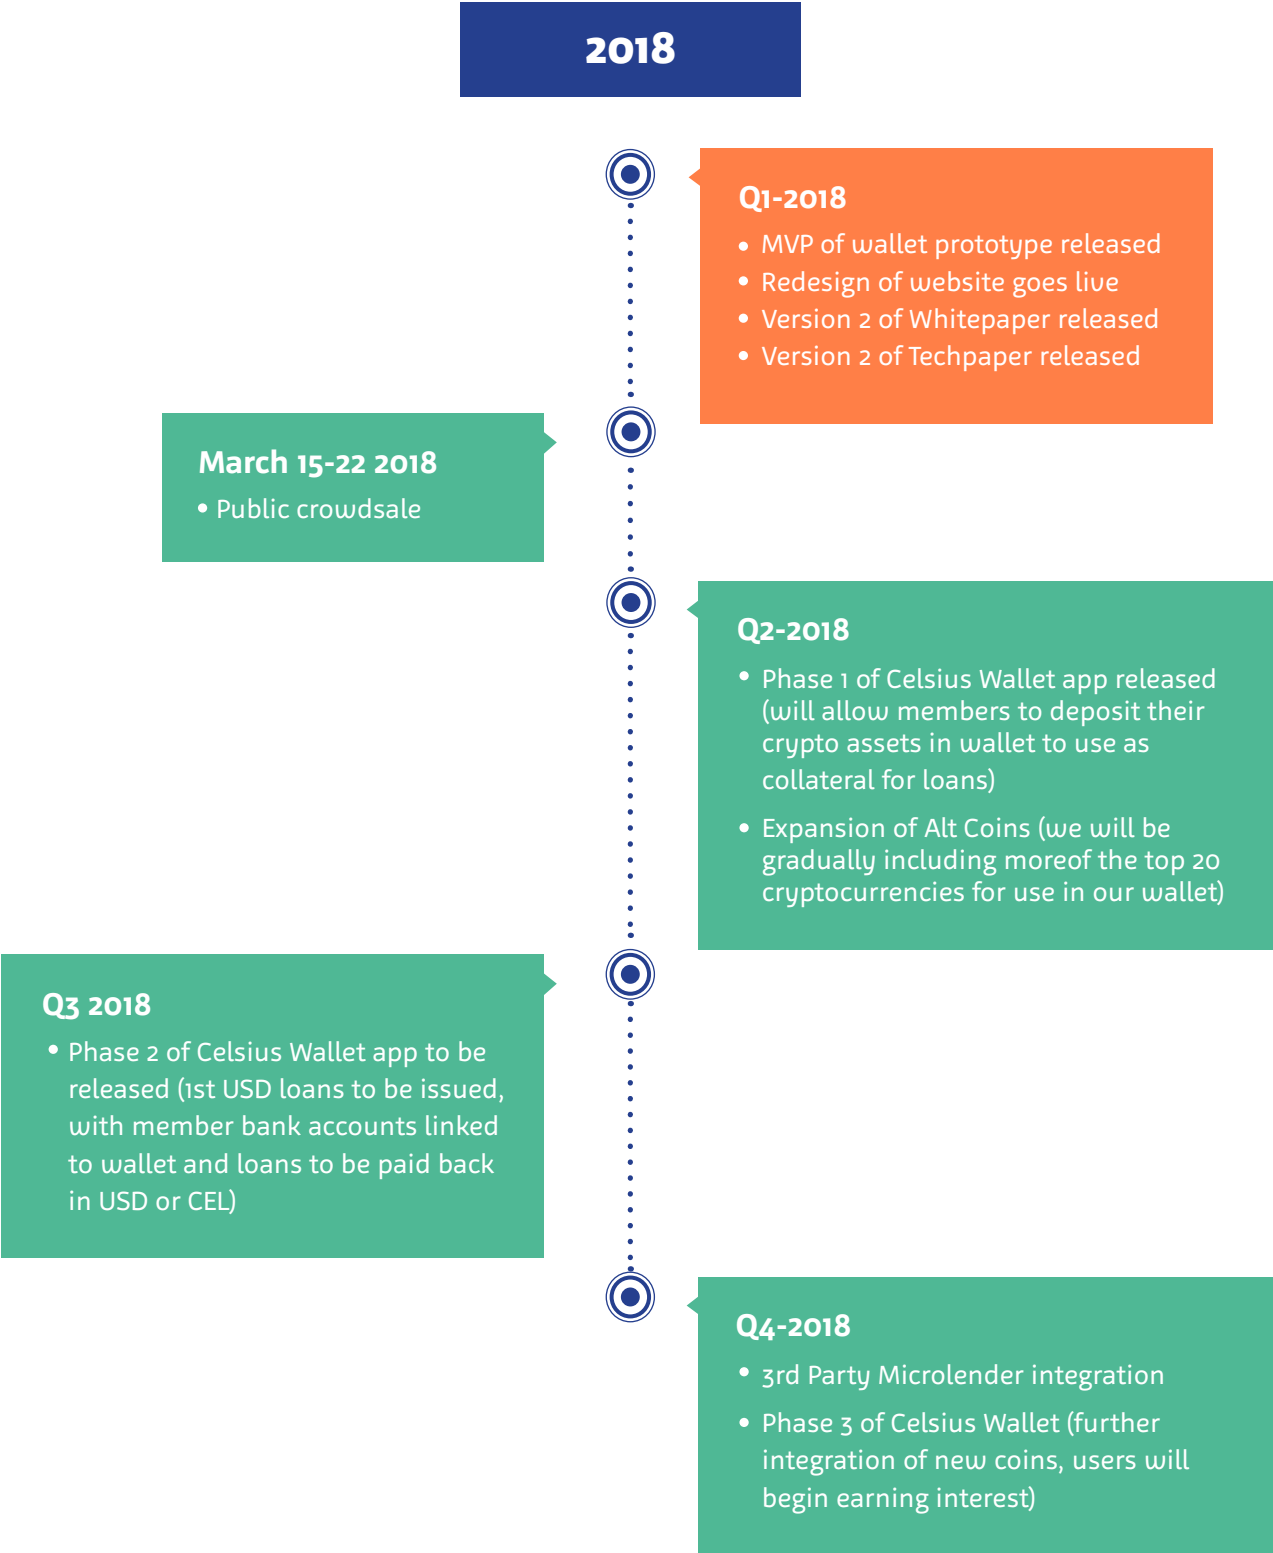 2018
Q1-2018
• MVP of wallet prototype released
• Redesign of website goes live
• Version 2 of Whitepaper released
• Version 2 of Techpaper released
March 15-22 2018
• Public crowdsale
Q2-2018
• Phase 1 of Celsius Wallet app released
(will allow members to deposit their
crypto assets in wallet to use as
collateral for loans)
• Expansion of Alt Coins (we will be
gradually including moreof the top 20
cryptocurrencies for use in our wallet)
Q3 2018
• Phase 2 of Celsius Wallet app to be
released (1st USD loans to be issued,
with member bank accounts linked
to wallet and loans to be paid back
in USD or CEL)
Q4-2018
• 3rd Party Microlender integration
• Phase 3 of Celsius Wallet (further
integration of new coins, users will
begin earning interest)